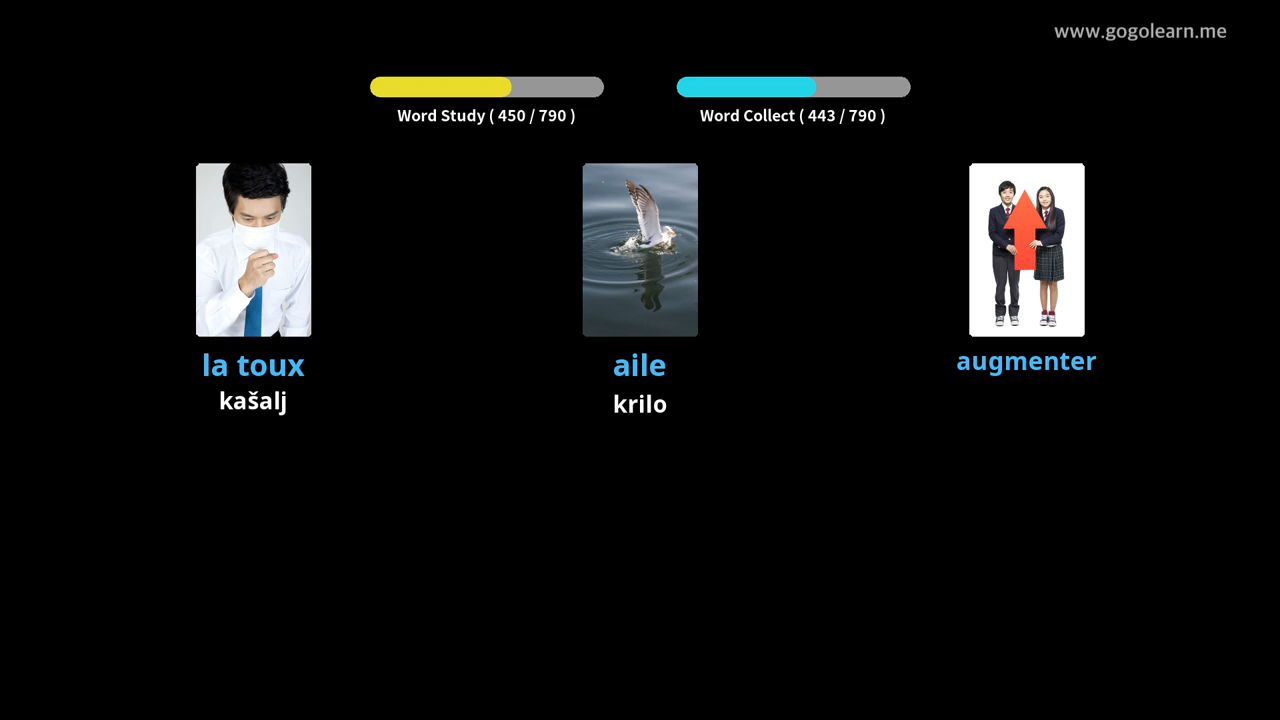 www.gogolearn.me
Word Study ( 450 / 790 )
Word Collect ( 443 / 790 )
la toux
kašalj
aile
krilo
augmenter